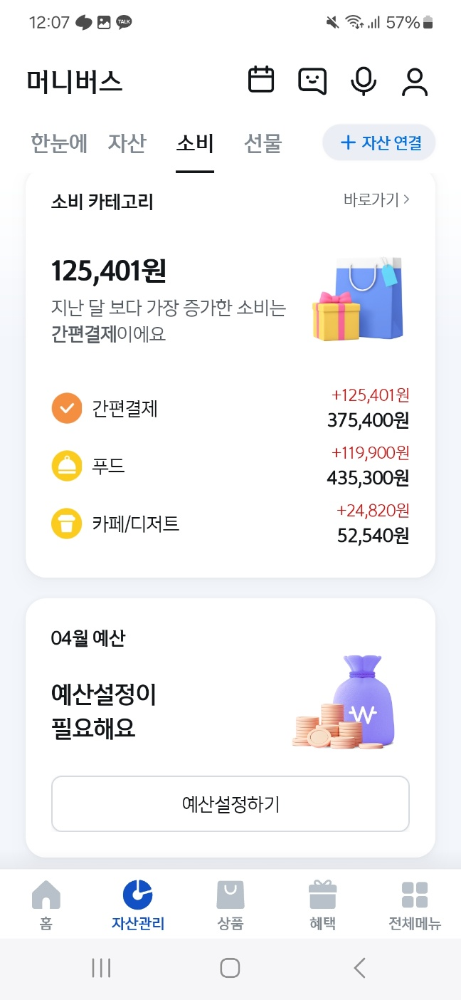 12:07 TALK 57%
머니버스
한눈에 자산 소비 선물 + 자산 연결
소비 카테고리 바로가기 >
125,401원
지난 달 보다 가장 증가한 소비는
간편결제이에요
+125,401원
간편결제 375,400원
+119,900원
푸드 435,300원
+24,820원
카페/디저트 52,540원
04월 예산
예산설정이
필요해요
₩
예산설정하기
홈 자산관리 상품 혜택 전체메뉴